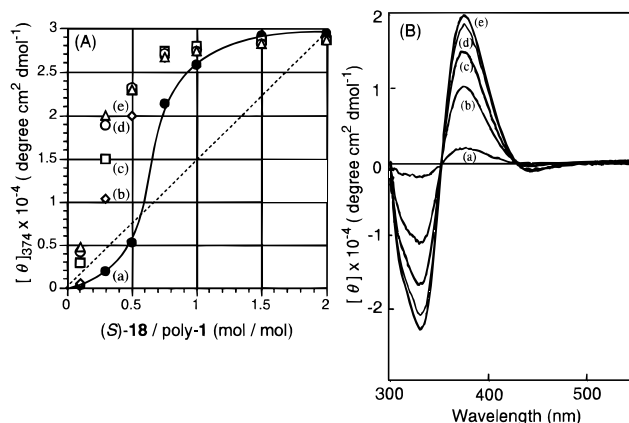 (A)
3
2.5
2
1.5
1
0.5
0
[θ]374 x 10-4 ( degree cm2 dmol-1)
(e)
(d)
(c)
(b)
(a)
0 0.5 1 1.5 2
(S)-18 / poly-1 (mol / mol)
(B)
2
1
0
-1
-2
[θ] x 10-4 ( degree cm2 dmol-1)
(e)
(d)
(c)
(b)
(a)
300 400 500
Wavelength (nm)